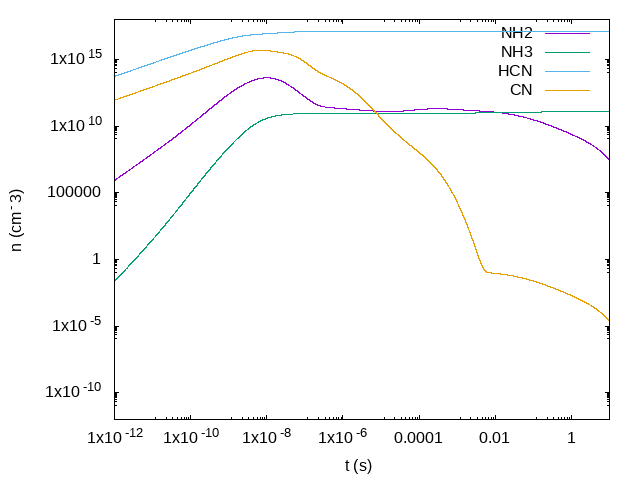 NH2
NH3
HCN
CN
1x10^15
1x10^10
100000
1
1x10^-5
1x10^-10
n (cm^-3)
1x10^-12 1x10^-10 1x10^-8 1x10^-6 0.0001 0.01 1
t (s)